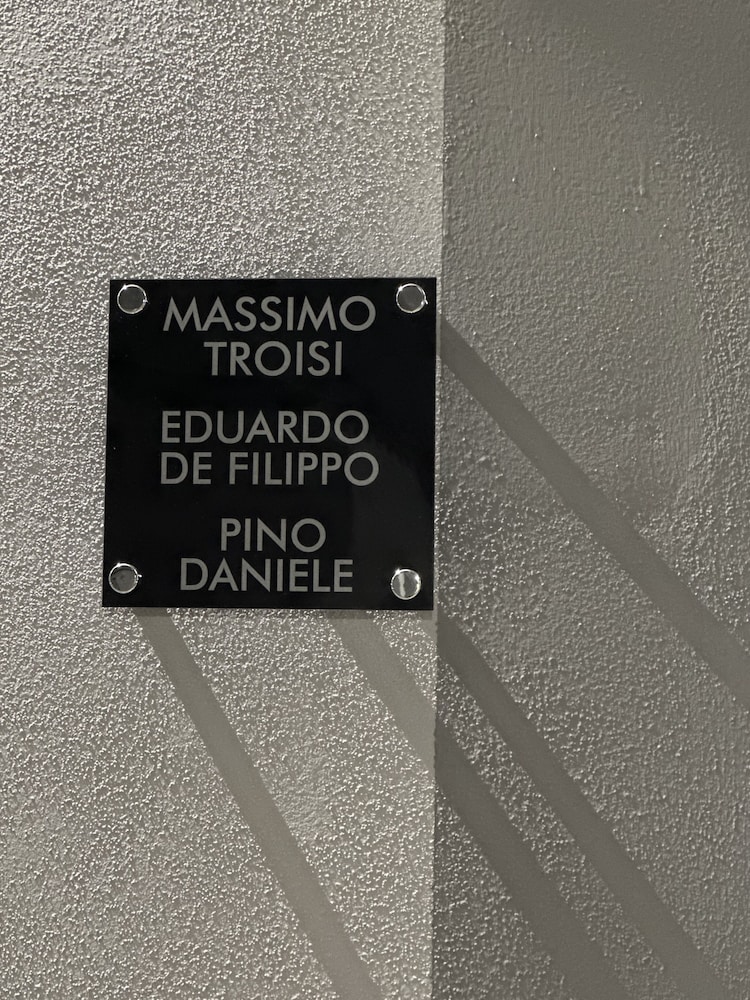 MASSIMO
TROISI
EDUARDO
DE FILIPPO
PINO
DANIELE